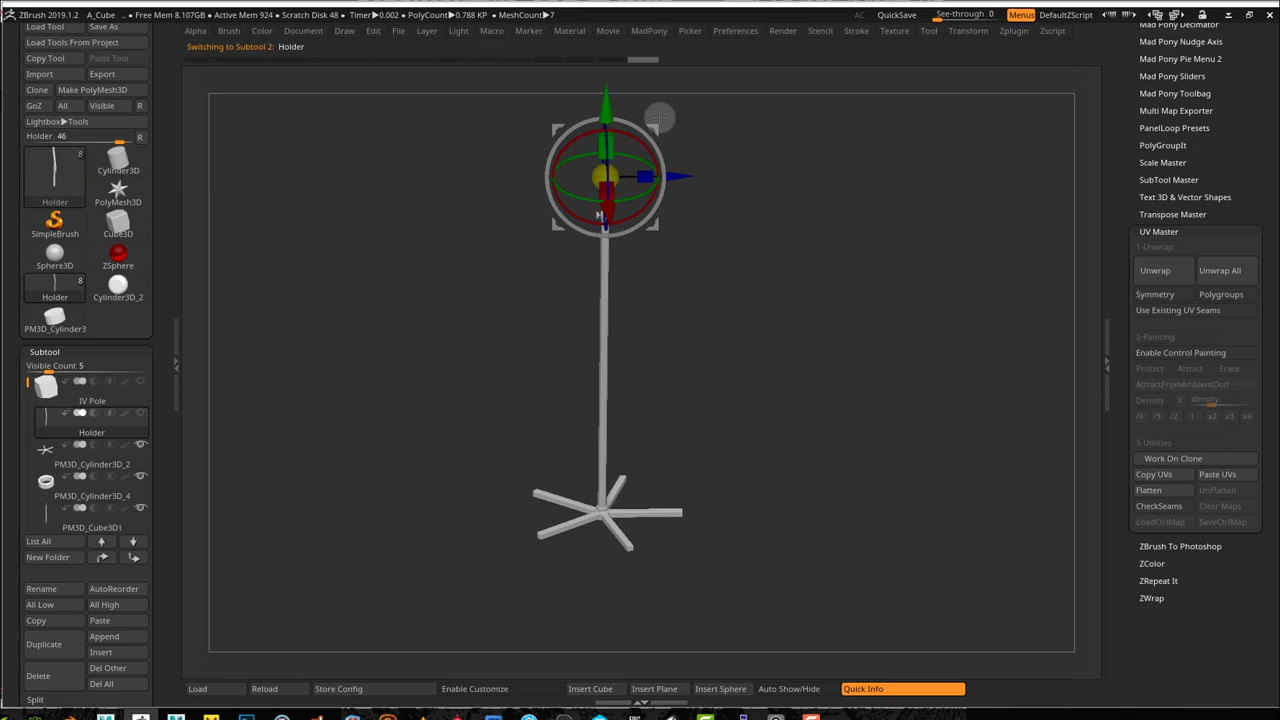 ZBrush 2019.1.2 A_Cube .. • Free Mem 8.107GB • Active Mem 924 • Scratch Disk 48 • Timer▶0.002 • PolyCount▶0.788 KP • MeshCount▶7 AC QuickSave See-through 0 Menus DefaultZScript
Alpha Brush Color Document Draw Edit File Layer Light Macro Marker Material Movie MadPony Picker Preferences Render Stencil Stroke Texture Tool Transform Zplugin Zscript
Switching to Subtool 2: Holder
Load Tool Save As
Load Tools From Project
Copy Tool Paste Tool
Import Export
Clone Make PolyMesh3D
GoZ All Visible R
Lightbox▶Tools
Holder. 46 R
8
Holder
Cylinder3D
PolyMesh3D
SimpleBrush
Cube3D
Sphere3D
ZSphere
8
Holder
Cylinder3D_2
PM3D_Cylinder3
Subtool
Visible Count 5
IV Pole
Holder
PM3D_Cylinder3D_2
PM3D_Cylinder3D_4
PM3D_Cube3D1
List All
New Folder
Rename AutoReorder
All Low All High
Copy Paste
Duplicate Append
Insert
Delete Del Other
Del All
Split
Load Reload Store Config Enable Customize Insert Cube Insert Plane Insert Sphere Auto Show/Hide Quick Info
Mad Pony Decimator
Mad Pony Nudge Axis
Mad Pony Pie Menu 2
Mad Pony Sliders
Mad Pony Toolbag
Multi Map Exporter
PanelLoop Presets
PolyGroupIt
Scale Master
SubTool Master
Text 3D & Vector Shapes
Transpose Master
UV Master
1-Unwrap
Unwrap Unwrap All
Symmetry Polygroups
Use Existing UV Seams
2-Painting
Enable Control Painting
Protect Attract Erase
AttractFromAmbientOccl
Density X density_
/4 /3 /2 1 x2 x3 x4
3-Utilities
Work On Clone
Copy UVs Paste UVs
Flatten UnFlatten
CheckSeams Clear Maps
LoadCtrlMap SaveCtrlMap
ZBrush To Photoshop
ZColor
ZRepeat It
ZWrap